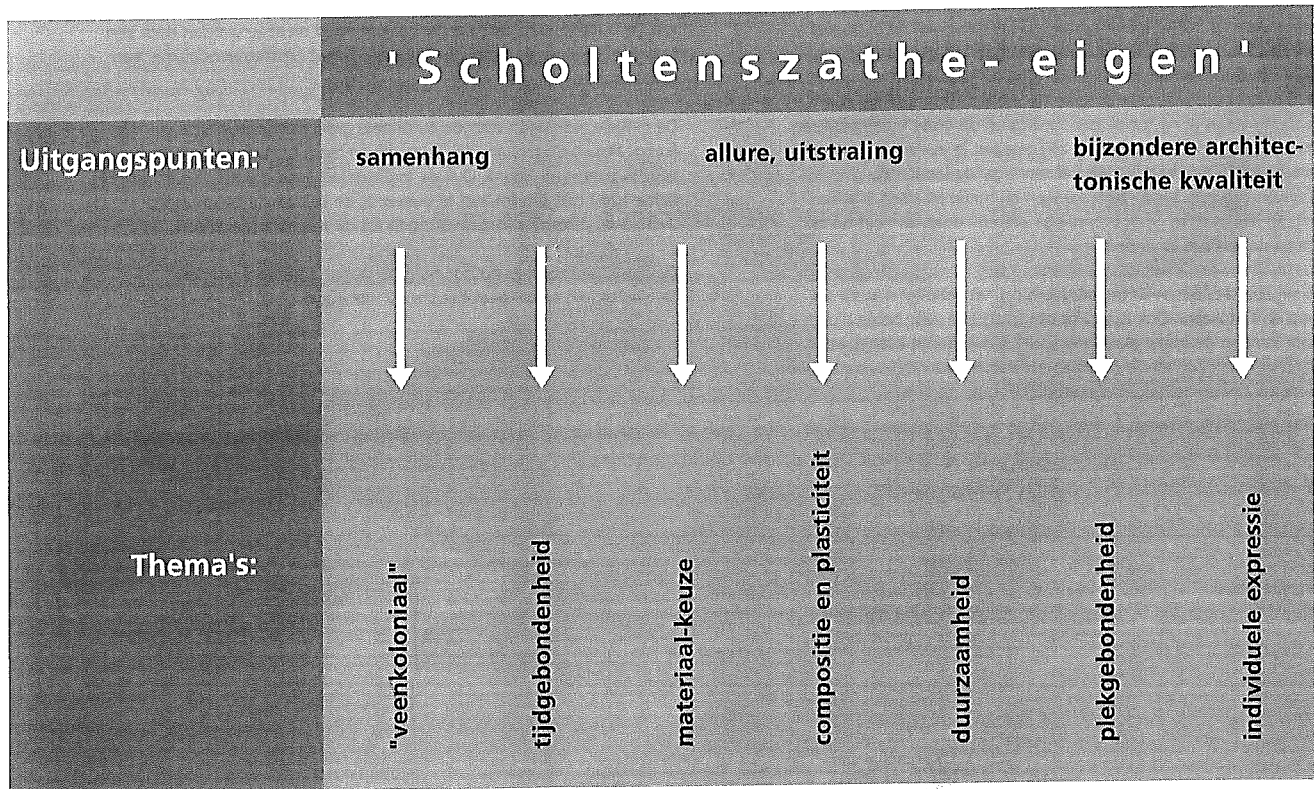 'Scholtenszathe- eigen'
Uitgangspunten:
samenhang
allure, uitstraling
bijzondere architec-
tonische kwaliteit
Thema's:
"veenkoloniaal"
tijdgebondenheid
materiaal-keuze
compositie en plasticiteit
duurzaamheid
plekgebondenheid
individuele expressie